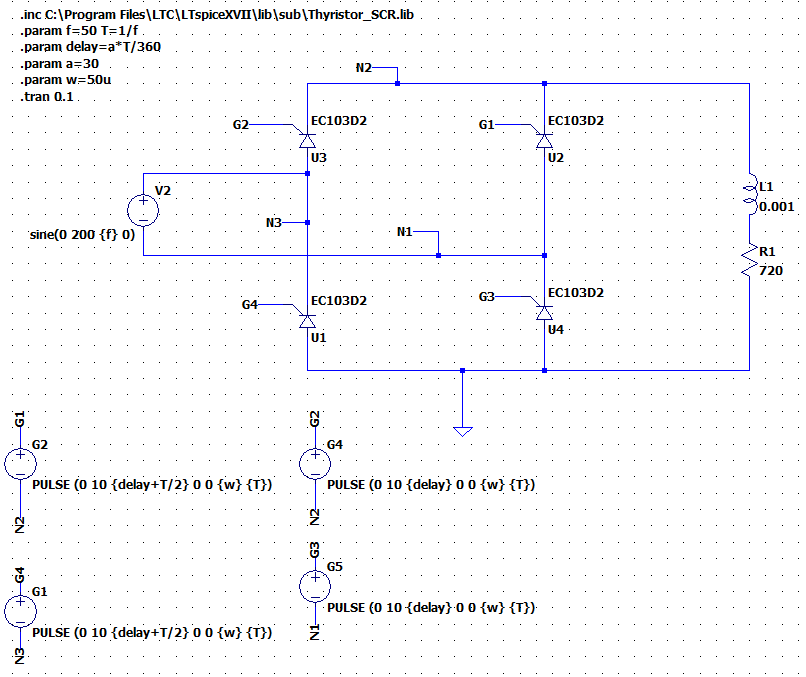 .inc C:\Program Files\LTC\LTspiceXVII\lib\sub\Thyristor_SCR.lib
.param f=50 T=1/f
.param delay=a*T/360
.param a=30
.param w=50u
.tran 0.1
N2
G2
EC103D2
U3
G1
EC103D2
U2
V2
sine(0 200 {f} 0)
N3
N1
L1
0.001
R1
720
G4
EC103D2
U1
G3
EC103D2
U4
G1
G2
PULSE (0 10 {delay+T/2} 0 0 {w} {T})
N2
G2
G4
PULSE (0 10 {delay} 0 0 {w} {T})
N2
G4
G1
PULSE (0 10 {delay+T/2} 0 0 {w} {T})
N3
G3
G5
PULSE (0 10 {delay} 0 0 {w} {T})
N1